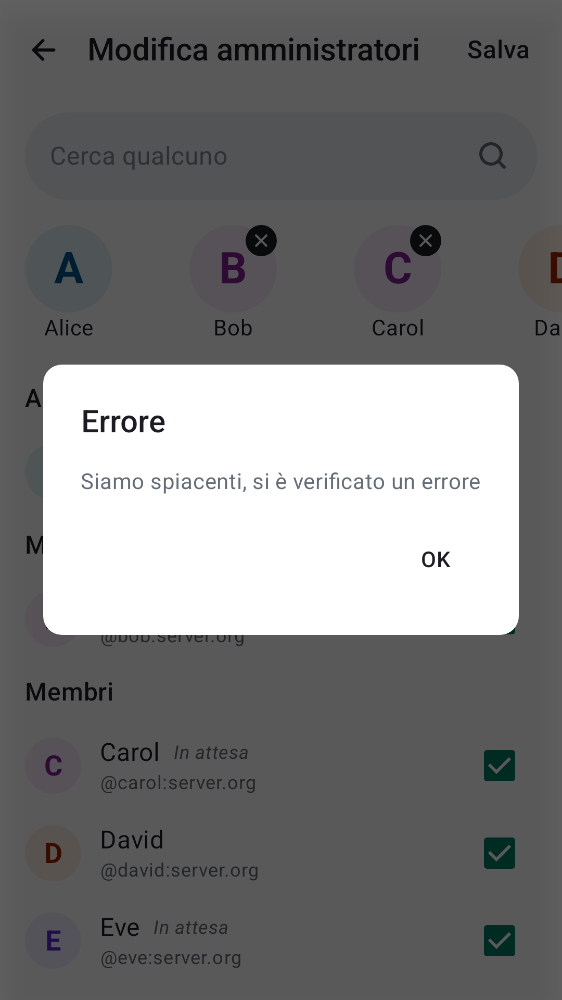 Modifica amministratori
Salva
Cerca qualcuno
A
B
C
Alice
Bob
Carol
Da
A
Errore
Siamo spiacenti, si è verificato un errore
M
OK
@bob:server.org
Membri
C
Carol In attesa
@carol:server.org
D
David
@david:server.org
E
Eve In attesa
@eve:server.org